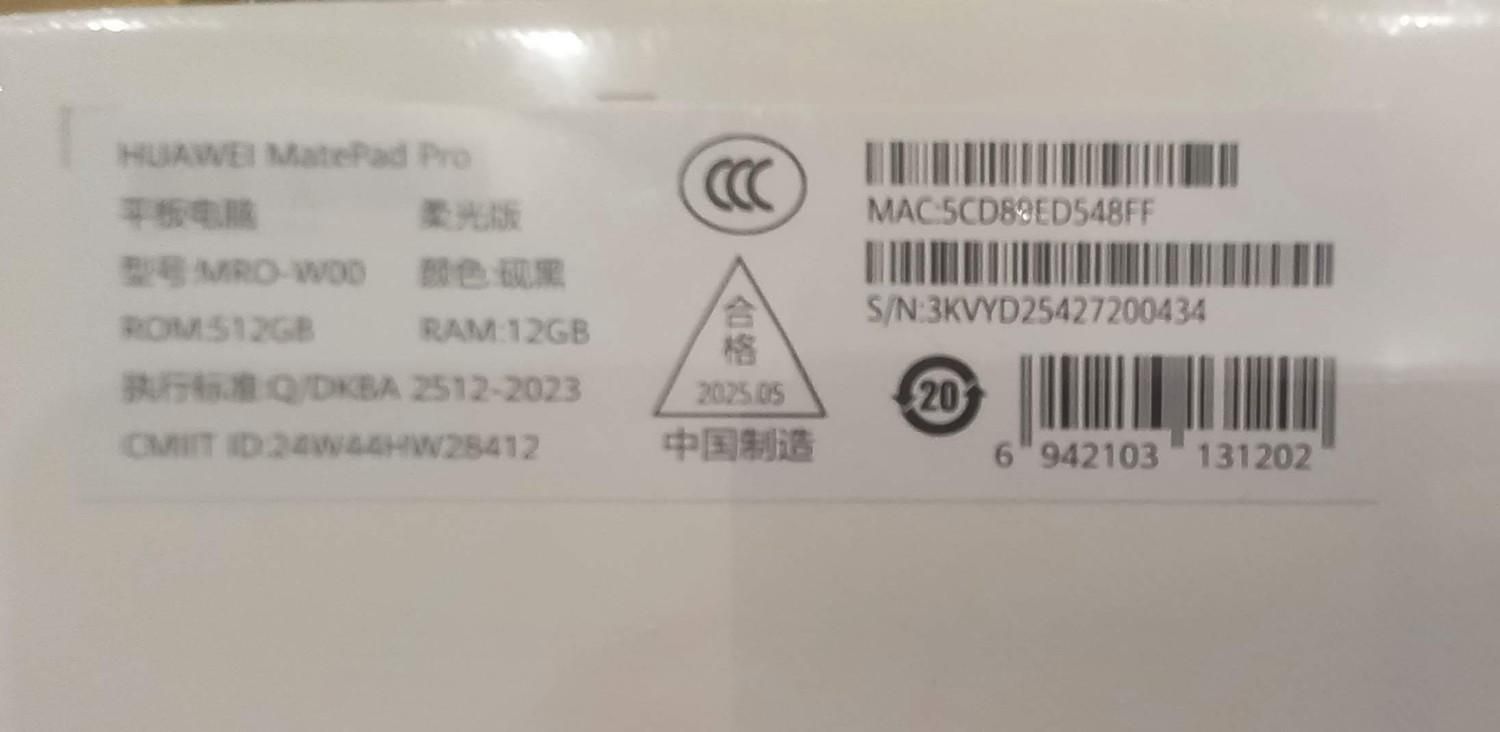 HUAWEI MatePad Pro
平板电脑 柔光版
型号:MRO-W00 颜色:砚黑
ROM:512GB RAM:12GB
执行标准:Q/DKBA 2512-2023
CMIIT ID:24W44HW28412
CCC
合
格
2025.05
中国制造
MAC:5CD89ED548FF
S/N:3KVYD25427200434
20
6 942103 131202